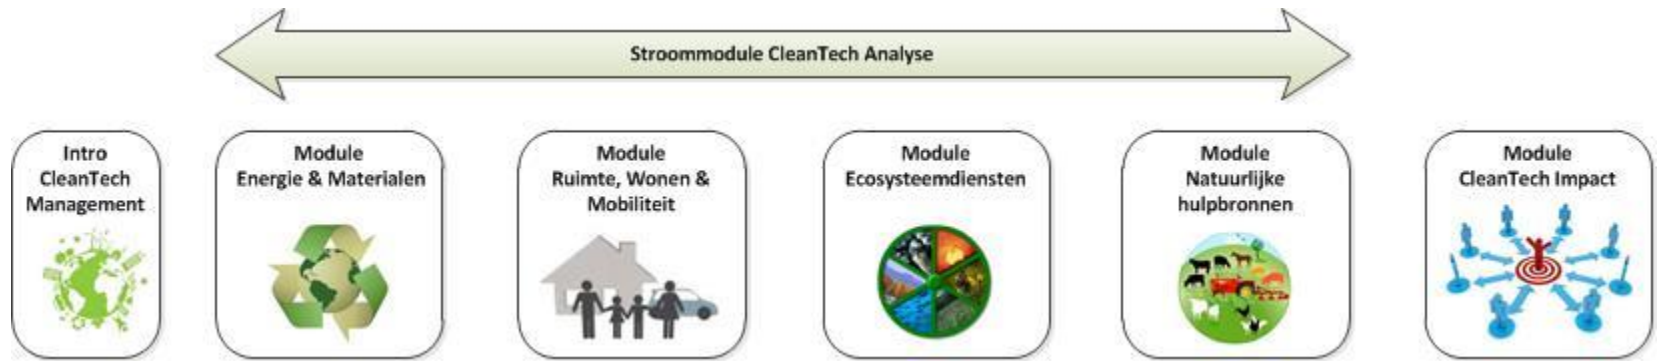 Stroommodule CleanTech Analyse
Intro
CleanTech
Management
Module
Energie & Materialen
Module
Ruimte, Wonen &
Mobiliteit
Module
Ecosysteemdiensten
Module
Natuurlijke
hulpbronnen
Module
CleanTech Impact